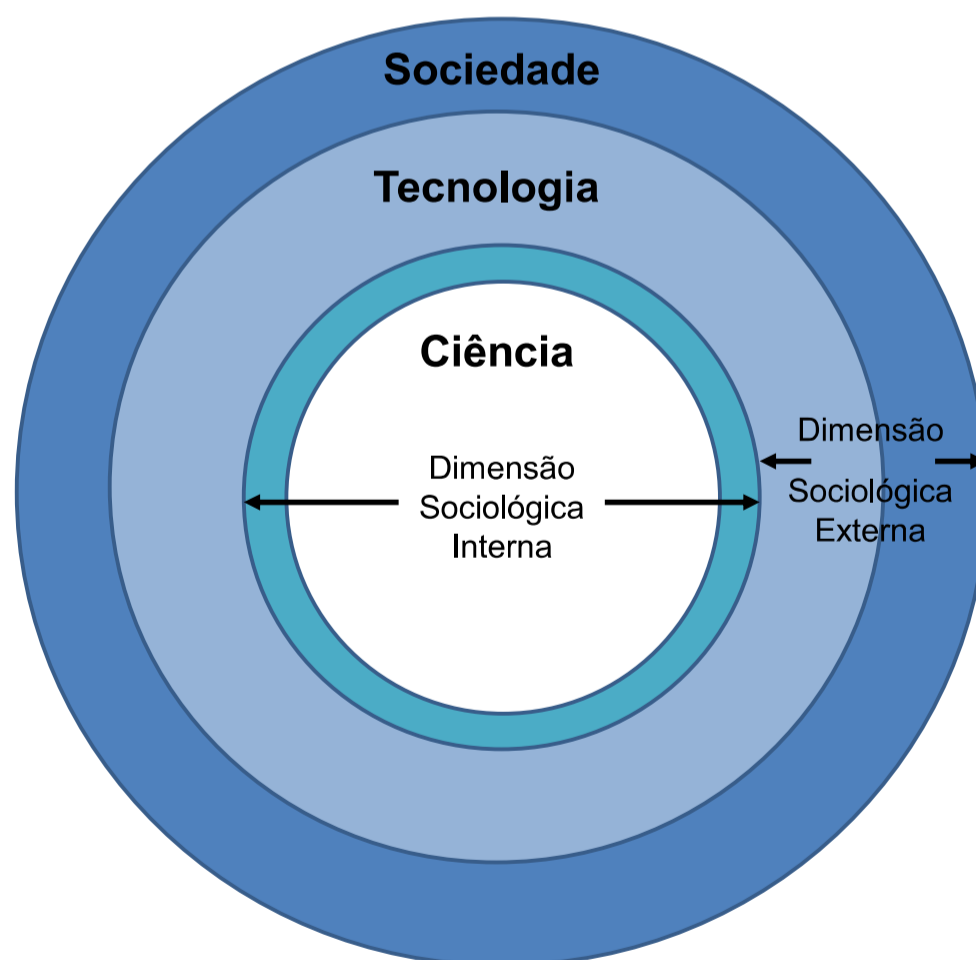 Sociedade
Tecnologia
Ciência
Dimensão
Sociológica
Interna
Dimensão
Sociológica
Externa